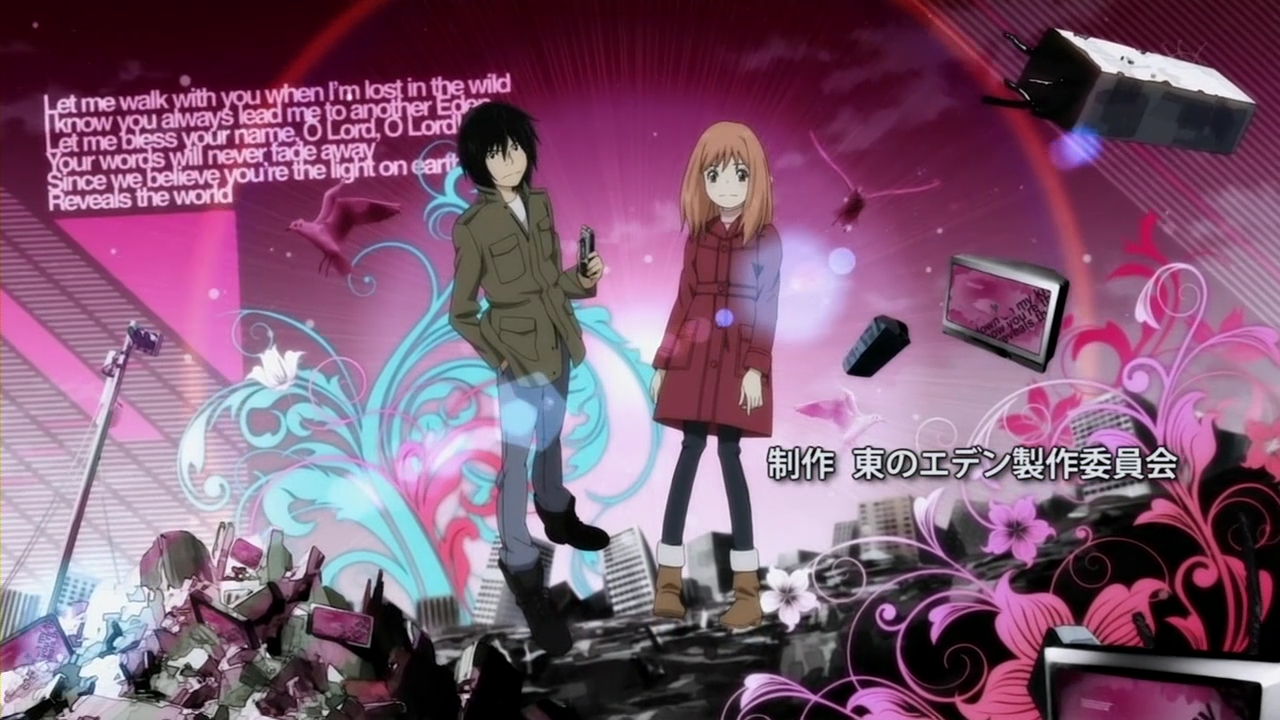 Let me walk with you when I'm lost in the wild
I know you always lead me to another Eden
Let me bless your name, O Lord, O Lord!
Your words will never fade away
Since we believe you're the light on earth
Reveals the world
制作 東のエデン製作委員会